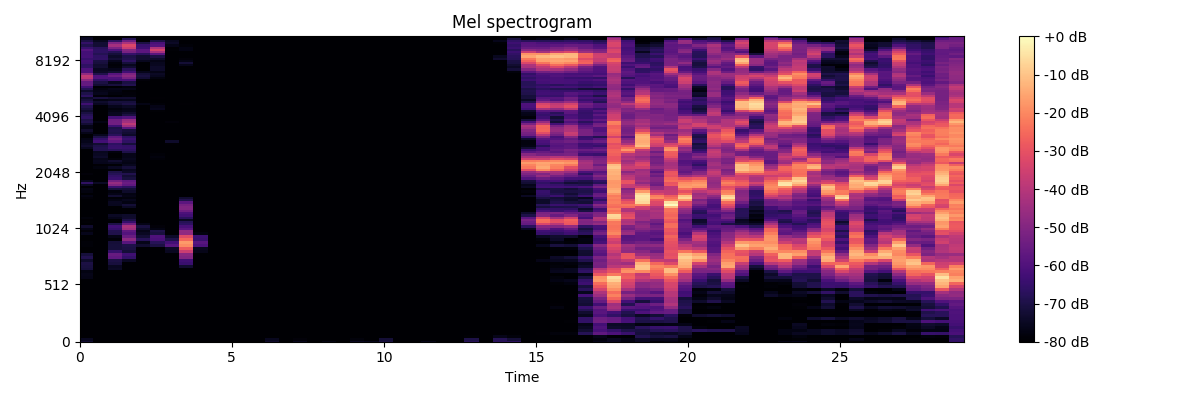 Mel spectrogram
8192
4096
2048
1024
512
0
Hz
0 5 10 15 20 25
Time
+0 dB
-10 dB
-20 dB
-30 dB
-40 dB
-50 dB
-60 dB
-70 dB
-80 dB